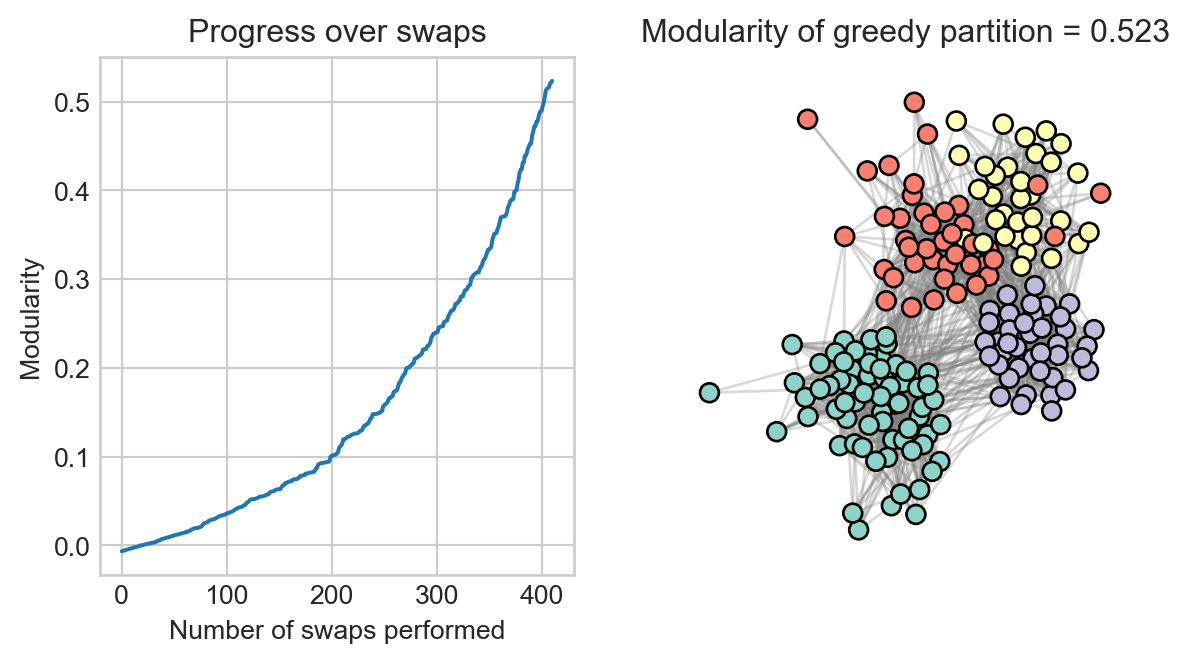 Progress over swaps
Modularity of greedy partition = 0.523
Modularity
0.5
0.4
0.3
0.2
0.1
0.0
0 100 200 300 400
Number of swaps performed